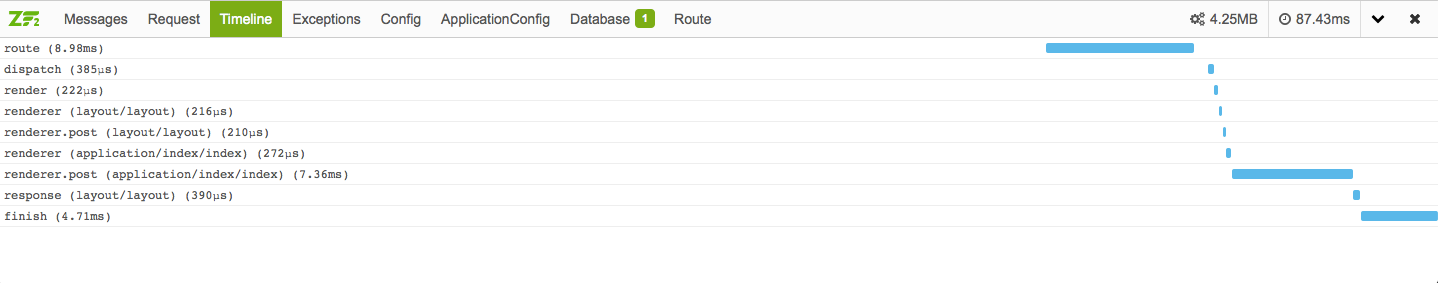 ZF2 Messages Request Timeline Exceptions Config ApplicationConfig Database 1 Route 4.25MB 87.43ms
route (8.98ms)
dispatch (385µs)
render (222µs)
renderer (layout/layout) (216µs)
renderer.post (layout/layout) (210µs)
renderer (application/index/index) (272µs)
renderer.post (application/index/index) (7.36ms)
response (layout/layout) (390µs)
finish (4.71ms)